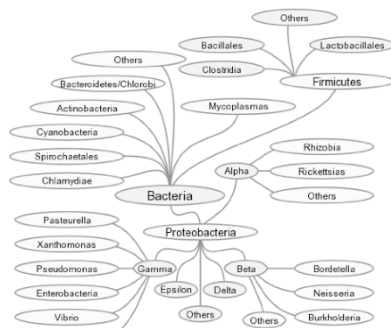 Others
Bacillales
Lactobacillales
Others
Clostridia
Firmicutes
Bacteroidetes/Chlorobi
Actinobacteria
Mycoplasmas
Cyanobacteria
Rhizobia
Spirochaetales
Alpha
Rickettsias
Chlamydiae
Bacteria
Others
Pasteurella
Proteobacteria
Xanthomonas
Pseudomonas
Gamma
Beta
Bordetella
Enterobacteria
Epsilon
Delta
Neisseria
Vibrio
Others
Others
Burkholderia